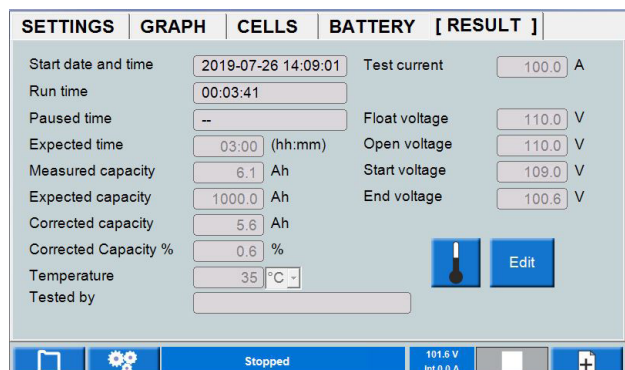 SETTINGS GRAPH CELLS BATTERY [ RESULT ]
Start date and time 2019-07-26 14:09:01 Test current 100.0 A
Run time 00:03:41
Paused time -- Float voltage 110.0 V
Expected time 03:00 (hh:mm) Open voltage 110.0 V
Measured capacity 6.1 Ah Start voltage 109.0 V
Expected capacity 1000.0 Ah End voltage 100.6 V
Corrected capacity 5.6 Ah
Corrected Capacity % 0.6 %
Temperature 35 °C
Edit
Tested by
Stopped 101.6 V
Int 0.0 A